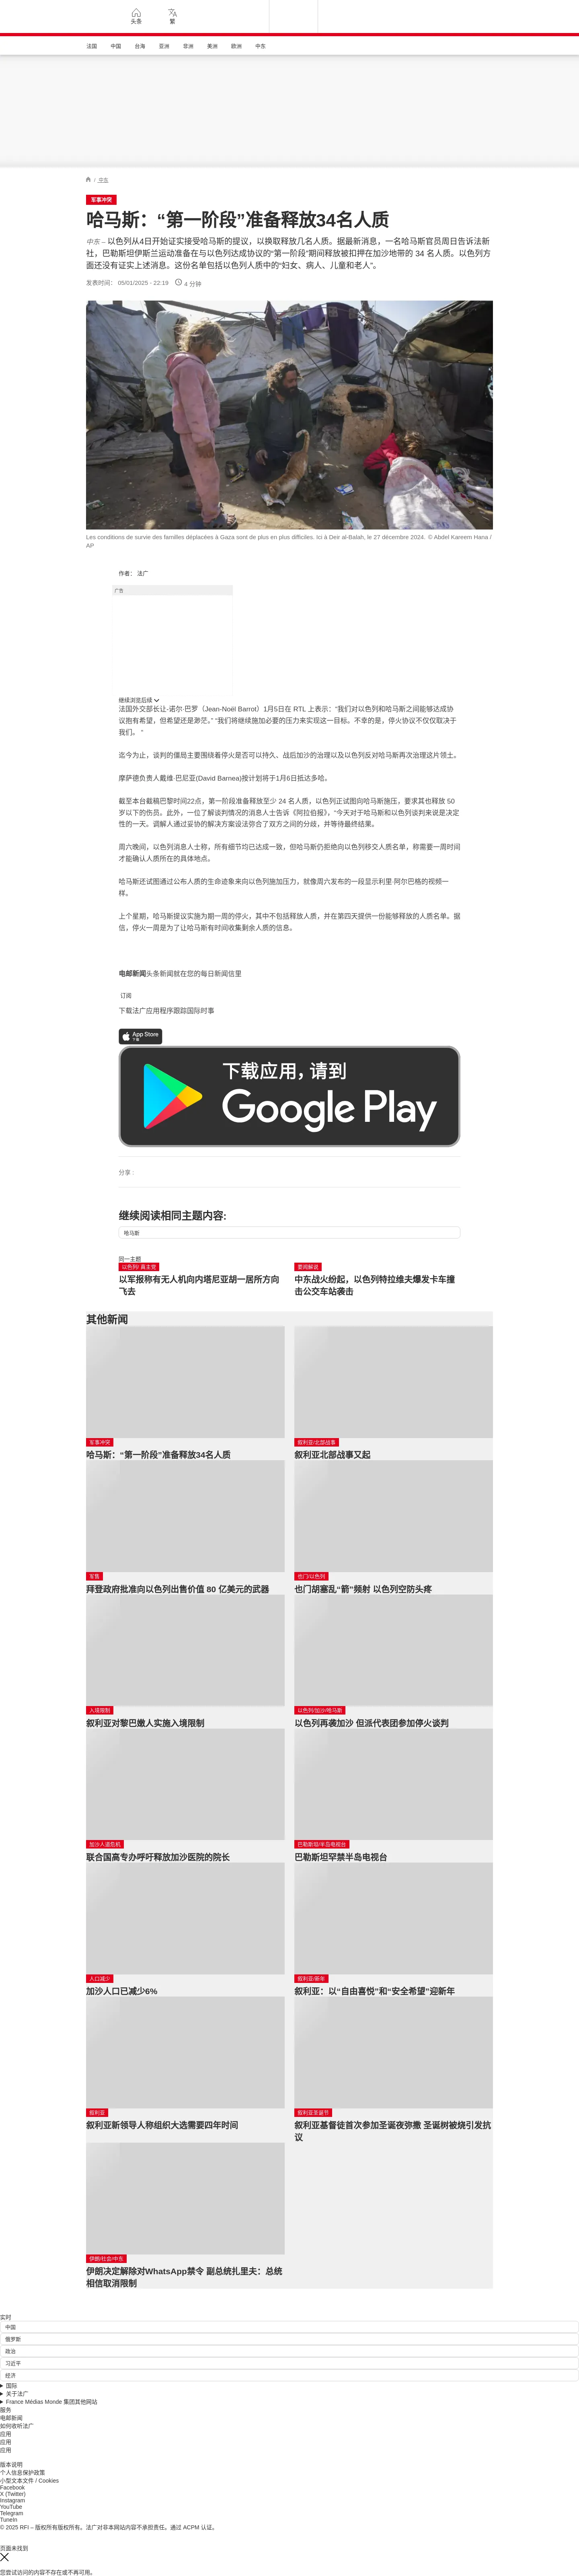 头条
繁
法国
中国
台海
亚洲
非洲
美洲
欧洲
中东
/ 中东
军事冲突
哈马斯：“第一阶段”准备释放34名人质
中东 – 以色列从4日开始证实接受哈马斯的提议，以换取释放几名人质。据最新消息，一名哈马斯官员周日告诉法新
社，巴勒斯坦伊斯兰运动准备在与以色列达成协议的“第一阶段”期间释放被扣押在加沙地带的 34 名人质。以色列方
面还没有证实上述消息。这份名单包括以色列人质中的“妇女、病人、儿童和老人”。
发表时间： 05/01/2025 - 22:19
4 分钟
Les conditions de survie des familles déplacées à Gaza sont de plus en plus difficiles. Ici à Deir al-Balah, le 27 décembre 2024. © Abdel Kareem Hana /
AP
作者： 法广
广告
继续浏览后续
法国外交部长让-诺尔·巴罗（Jean-Noël Barrot）1月5日在 RTL 上表示：“我们对以色列和哈马斯之间能够达成协
议抱有希望，但希望还是渺茫。” “我们将继续施加必要的压力来实现这一目标。不幸的是，停火协议不仅仅取决于
我们。 ”
迄今为止，谈判的僵局主要围绕着停火是否可以持久、战后加沙的治理以及以色列反对哈马斯再次治理这片领土。
摩萨德负责人戴维·巴尼亚(David Barnea)按计划将于1月6日抵达多哈。
截至本台截稿巴黎时间22点，第一阶段准备释放至少 24 名人质，以色列正试图向哈马斯施压，要求其也释放 50
岁以下的伤员。此外，一位了解谈判情况的消息人士告诉《阿拉伯报》，“今天对于哈马斯和以色列谈判来说是决定
性的一天。调解人通过妥协的解决方案设法弥合了双方之间的分歧，并等待最终结果。
周六晚间，以色列消息人士称，所有细节均已达成一致，但哈马斯仍拒绝向以色列移交人质名单，称需要一周时间
才能确认人质所在的具体地点。
哈马斯还试图通过公布人质的生命迹象来向以色列施加压力，就像周六发布的一段显示利里·阿尔巴格的视频一
样。
上个星期，哈马斯提议实施为期一周的停火，其中不包括释放人质，并在第四天提供一份能够释放的人质名单。据
信，停火一周是为了让哈马斯有时间收集剩余人质的信息。
电邮新闻头条新闻就在您的每日新闻信里
订阅
下载法广应用程序跟踪国际时事
App Store
下载
下载应用，请到
Google Play
分享 :
继续阅读相同主题内容:
哈马斯
同一主题
以色列/ 真主党
以军报称有无人机向内塔尼亚胡一居所方向
飞去
要闻解说
中东战火纷起，以色列特拉维夫爆发卡车撞
击公交车站袭击
其他新闻
军事冲突
哈马斯：“第一阶段”准备释放34名人质
叙利亚/北部战事
叙利亚北部战事又起
军售
拜登政府批准向以色列出售价值 80 亿美元的武器
也门/以色列
也门胡塞乱“箭”频射 以色列空防头疼
入境限制
叙利亚对黎巴嫩人实施入境限制
以色列/加沙/哈马斯
以色列再袭加沙 但派代表团参加停火谈判
加沙人道危机
联合国高专办呼吁释放加沙医院的院长
巴勒斯坦/半岛电视台
巴勒斯坦罕禁半岛电视台
人口减少
加沙人口已减少6%
叙利亚/新年
叙利亚：以“自由喜悦”和“安全希望”迎新年
叙利亚
叙利亚新领导人称组织大选需要四年时间
叙利亚圣诞节
叙利亚基督徒首次参加圣诞夜弥撒 圣诞树被烧引发抗
议
伊朗/社会/中东
伊朗决定解除对WhatsApp禁令 副总统扎里夫：总统
相信取消限制
实时
中国
俄罗斯
政治
习近平
经济
国际
关于法广
France Médias Monde 集团其他网站
服务
电邮新闻
如何收听法广
应用
应用
应用
版本说明
个人信息保护政策
小型文本文件 / Cookies
Facebook
X (Twitter)
Instagram
YouTube
Telegram
TuneIn
© 2025 RFI – 版权所有版权所有。法广对非本网站内容不承担责任。通过 ACPM 认证。
页面未找到
您尝试访问的内容不存在或不再可用。